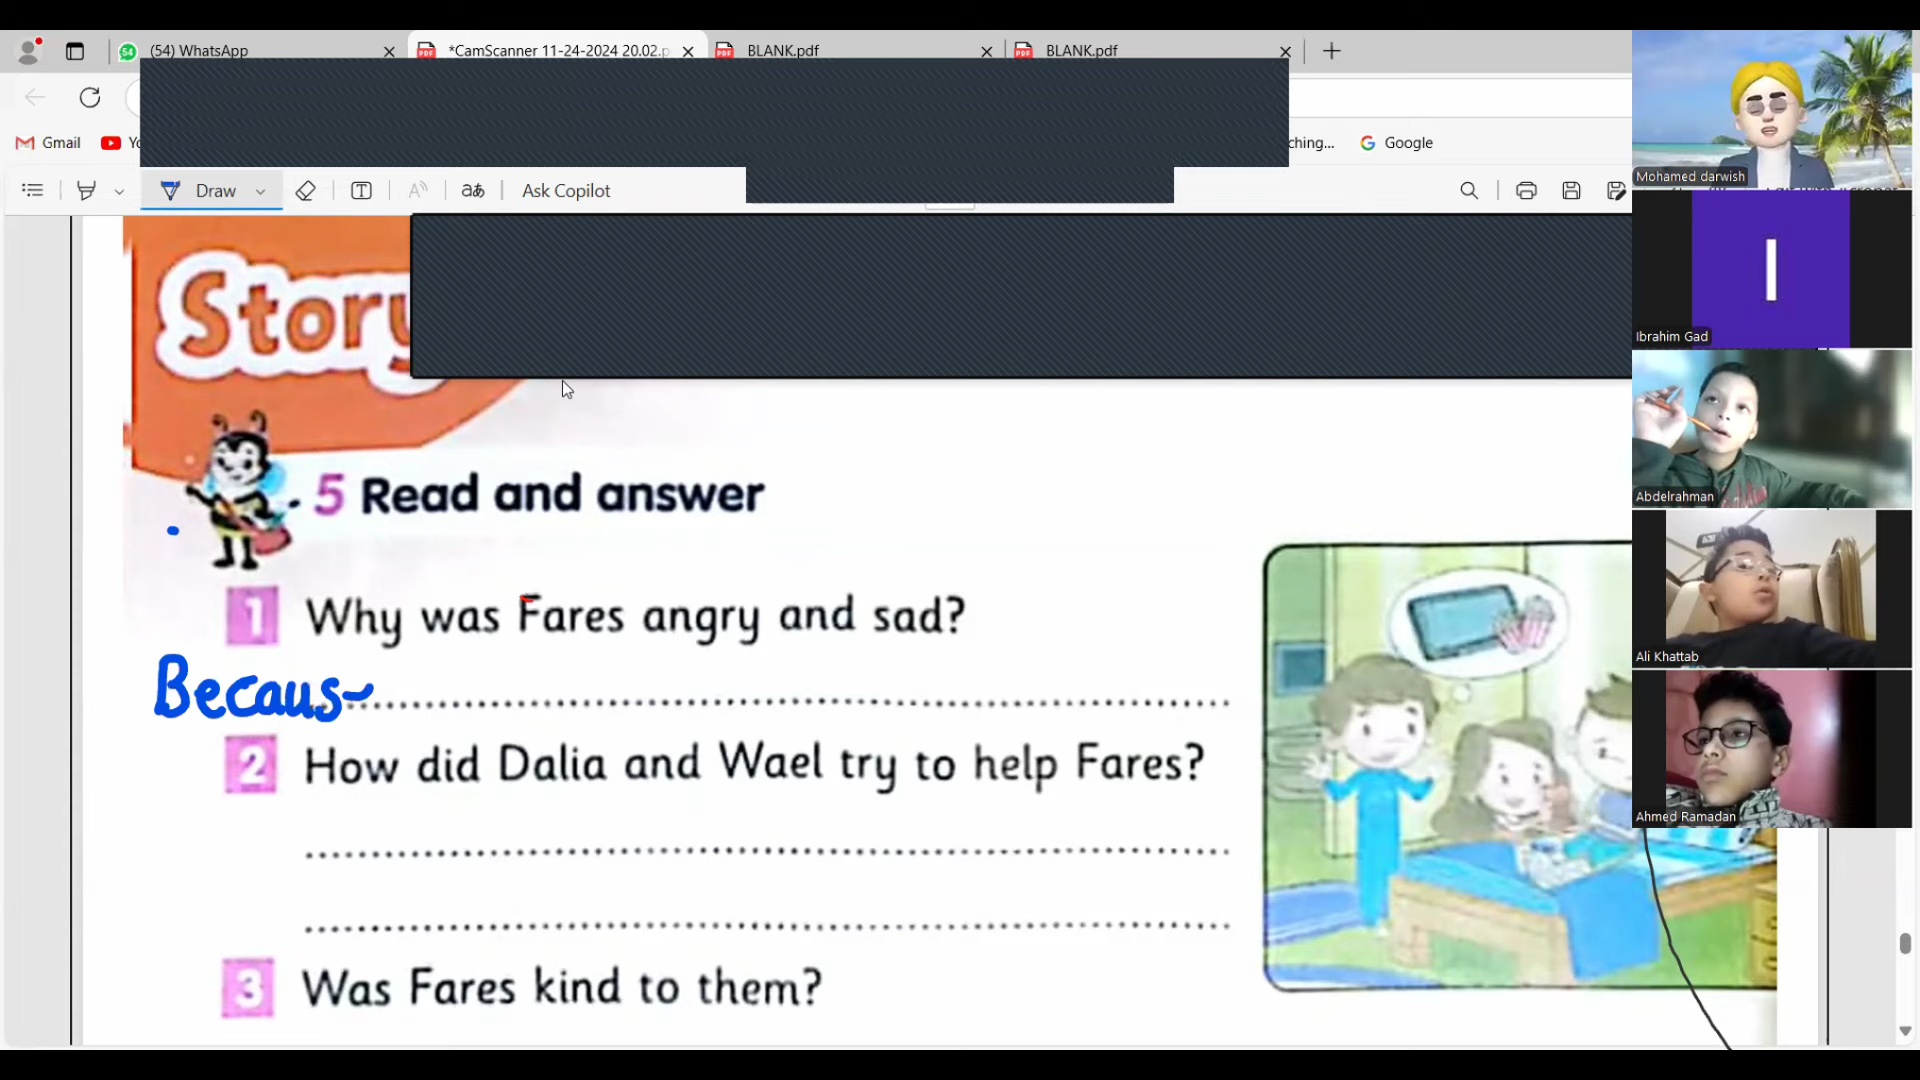 (54) WhatsApp
*CamScanner 11-24-2024 20.02.p
BLANK.pdf
BLANK.pdf
Gmail
ching...
Google
Draw
Ask Copilot
Mohamed darwish
Ibrahim Gad
I
Abdelrahman
Ali Khattab
Ahmed Ramadan
Story
5 Read and answer
1 Why was Fares angry and sad?
Becaus
2 How did Dalia and Wael try to help Fares?
3 Was Fares kind to them?